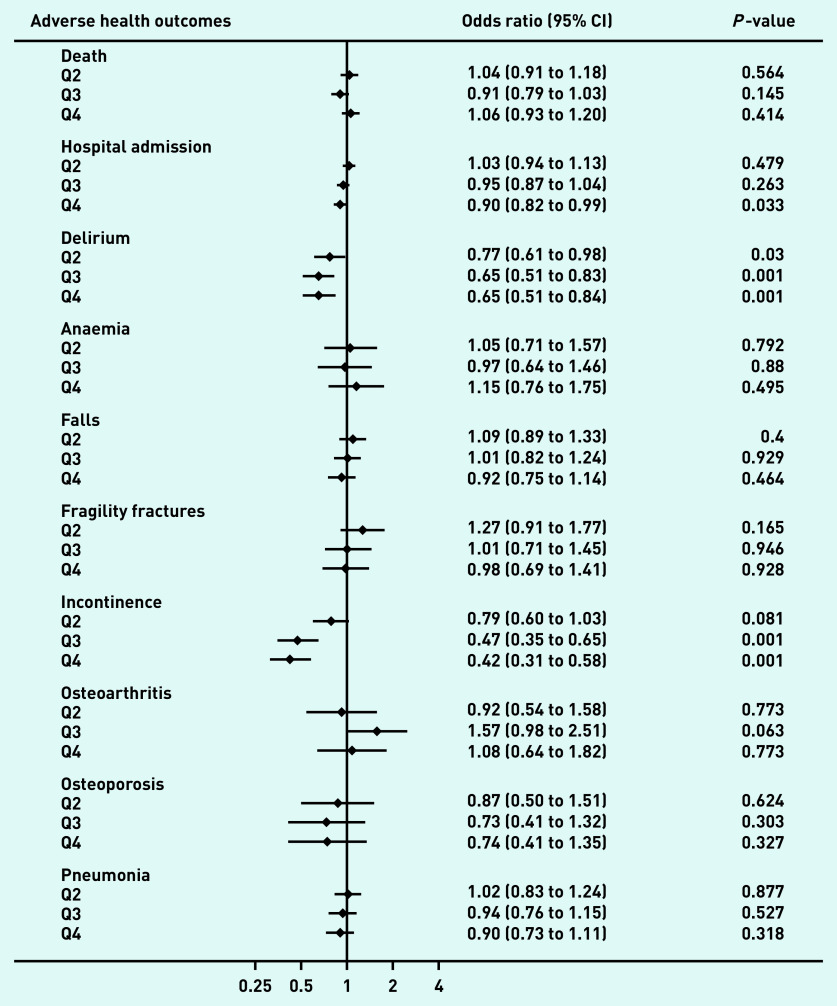 Adverse health outcomes Odds ratio (95% CI) P-value
Death
Q2 1.04 (0.91 to 1.18) 0.564
Q3 0.91 (0.79 to 1.03) 0.145
Q4 1.06 (0.93 to 1.20) 0.414
Hospital admission
Q2 1.03 (0.94 to 1.13) 0.479
Q3 0.95 (0.87 to 1.04) 0.263
Q4 0.90 (0.82 to 0.99) 0.033
Delirium
Q2 0.77 (0.61 to 0.98) 0.03
Q3 0.65 (0.51 to 0.83) 0.001
Q4 0.65 (0.51 to 0.84) 0.001
Anaemia
Q2 1.05 (0.71 to 1.57) 0.792
Q3 0.97 (0.64 to 1.46) 0.88
Q4 1.15 (0.76 to 1.75) 0.495
Falls
Q2 1.09 (0.89 to 1.33) 0.4
Q3 1.01 (0.82 to 1.24) 0.929
Q4 0.92 (0.75 to 1.14) 0.464
Fragility fractures
Q2 1.27 (0.91 to 1.77) 0.165
Q3 1.01 (0.71 to 1.45) 0.946
Q4 0.98 (0.69 to 1.41) 0.928
Incontinence
Q2 0.79 (0.60 to 1.03) 0.081
Q3 0.47 (0.35 to 0.65) 0.001
Q4 0.42 (0.31 to 0.58) 0.001
Osteoarthritis
Q2 0.92 (0.54 to 1.58) 0.773
Q3 1.57 (0.98 to 2.51) 0.063
Q4 1.08 (0.64 to 1.82) 0.773
Osteoporosis
Q2 0.87 (0.50 to 1.51) 0.624
Q3 0.73 (0.41 to 1.32) 0.303
Q4 0.74 (0.41 to 1.35) 0.327
Pneumonia
Q2 1.02 (0.83 to 1.24) 0.877
Q3 0.94 (0.76 to 1.15) 0.527
Q4 0.90 (0.73 to 1.11) 0.318
0.25 0.5 1 2 4